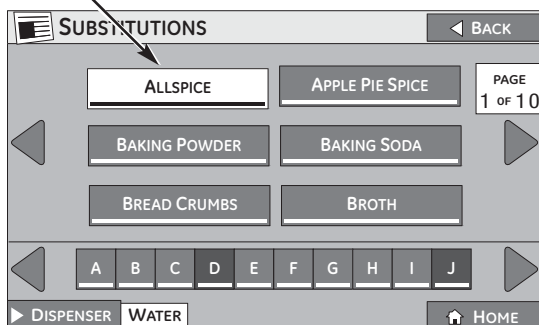 SUBSTITUTIONS
BACK
ALLSPICE
APPLE PIE SPICE
PAGE
1 OF 10
BAKING POWDER
BAKING SODA
BREAD CRUMBS
BROTH
A B C D E F G H I J
DISPENSER WATER
HOME